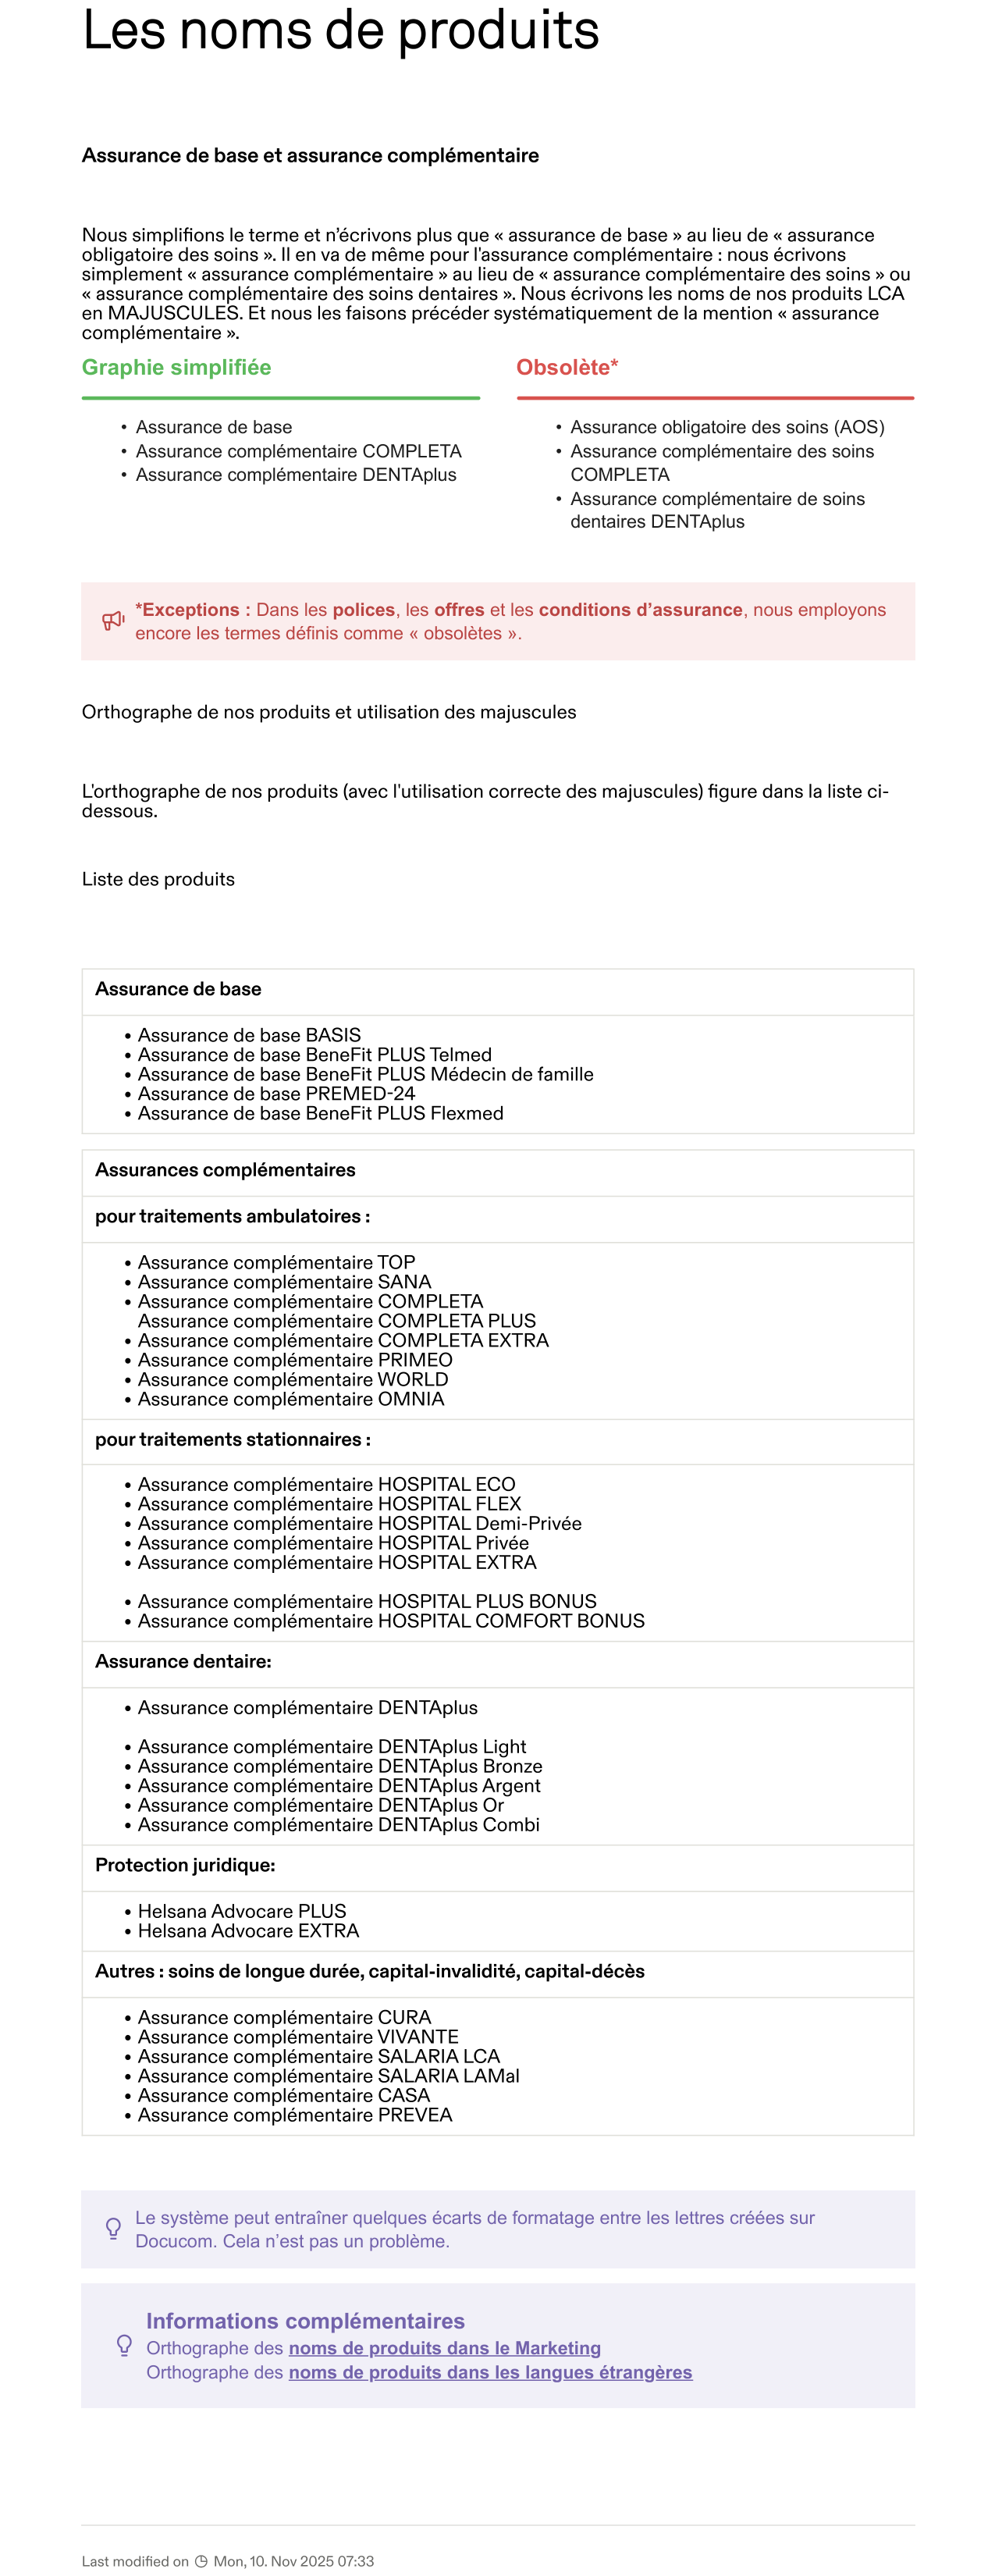 Les noms de produits
Assurance de base et assurance complémentaire
Nous simplifions le terme et n’écrivons plus que « assurance de base » au lieu de « assurance
obligatoire des soins ». Il en va de même pour l'assurance complémentaire : nous écrivons
simplement « assurance complémentaire » au lieu de « assurance complémentaire des soins » ou
« assurance complémentaire des soins dentaires ». Nous écrivons les noms de nos produits LCA
en MAJUSCULES. Et nous les faisons précéder systématiquement de la mention « assurance
complémentaire ».
Graphie simplifiée
• Assurance de base
• Assurance complémentaire COMPLETA
• Assurance complémentaire DENTAplus
Obsolète*
• Assurance obligatoire des soins (AOS)
• Assurance complémentaire des soins
COMPLETA
• Assurance complémentaire de soins
dentaires DENTAplus
*Exceptions : Dans les polices, les offres et les conditions d’assurance, nous employons
encore les termes définis comme « obsolètes ».
Orthographe de nos produits et utilisation des majuscules
L'orthographe de nos produits (avec l'utilisation correcte des majuscules) figure dans la liste ci-
dessous.
Liste des produits
Assurance de base
• Assurance de base BASIS
• Assurance de base BeneFit PLUS Telmed
• Assurance de base BeneFit PLUS Médecin de famille
• Assurance de base PREMED-24
• Assurance de base BeneFit PLUS Flexmed
Assurances complémentaires
pour traitements ambulatoires :
• Assurance complémentaire TOP
• Assurance complémentaire SANA
• Assurance complémentaire COMPLETA
Assurance complémentaire COMPLETA PLUS
• Assurance complémentaire COMPLETA EXTRA
• Assurance complémentaire PRIMEO
• Assurance complémentaire WORLD
• Assurance complémentaire OMNIA
pour traitements stationnaires :
• Assurance complémentaire HOSPITAL ECO
• Assurance complémentaire HOSPITAL FLEX
• Assurance complémentaire HOSPITAL Demi-Privée
• Assurance complémentaire HOSPITAL Privée
• Assurance complémentaire HOSPITAL EXTRA
• Assurance complémentaire HOSPITAL PLUS BONUS
• Assurance complémentaire HOSPITAL COMFORT BONUS
Assurance dentaire:
• Assurance complémentaire DENTAplus
• Assurance complémentaire DENTAplus Light
• Assurance complémentaire DENTAplus Bronze
• Assurance complémentaire DENTAplus Argent
• Assurance complémentaire DENTAplus Or
• Assurance complémentaire DENTAplus Combi
Protection juridique:
• Helsana Advocare PLUS
• Helsana Advocare EXTRA
Autres : soins de longue durée, capital-invalidité, capital-décès
• Assurance complémentaire CURA
• Assurance complémentaire VIVANTE
• Assurance complémentaire SALARIA LCA
• Assurance complémentaire SALARIA LAMal
• Assurance complémentaire CASA
• Assurance complémentaire PREVEA
Le système peut entraîner quelques écarts de formatage entre les lettres créées sur
Docucom. Cela n’est pas un problème.
Informations complémentaires
Orthographe des noms de produits dans le Marketing
Orthographe des noms de produits dans les langues étrangères
Last modified on Mon, 10. Nov 2025 07:33